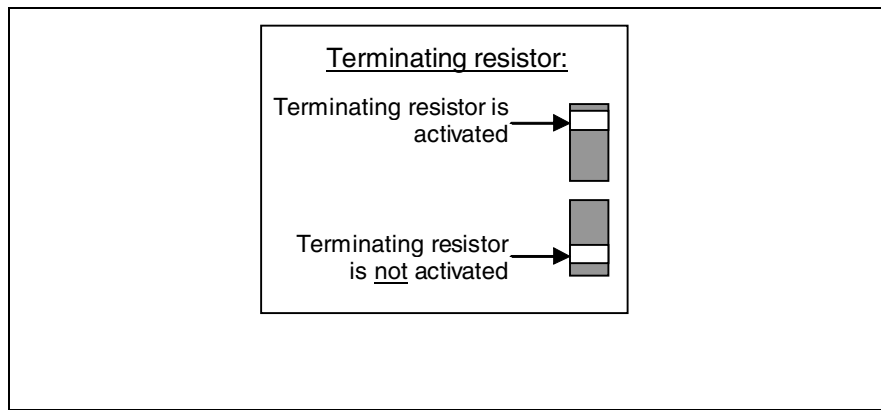 Terminating resistor:
Terminating resistor is
activated
Terminating resistor
is not activated